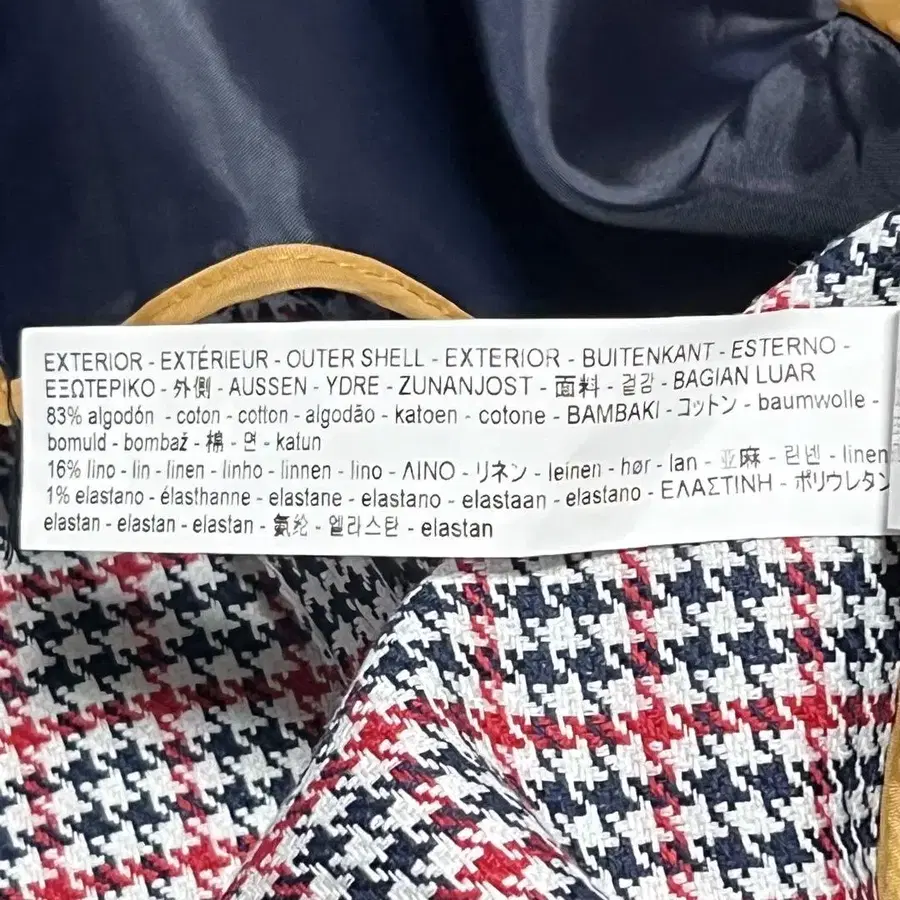 EXTERIOR - EXTÉRIEUR - OUTER SHELL - EXTERIOR - BUITENKANT - ESTERNO -
ΕΞΩΤΕΡΙΚΟ - 外側 - AUSSEN - YDRE - ZUNANJOST - 面料 - 겉감 - BAGIAN LUAR
83% algodón - coton - cotton - algodão - katoen - cotone - ΒΑΜΒΑΚΙ - コットン - baumwolle -
bomuld - bombaž - 棉 - 면 - katun
16% lino - lin - linen - linho - linnen - lino - ΛΙΝΟ - リネン - leinen - hør - lan - 亚麻 - 린넨 - linen
1% elastano - élasthanne - elastane - elastano - elastaan - elastano - ΕΛΑΣΤΙΝΗ - ポリウレタン
elastan - elastan - elastan - 氨纶 - 엘라스탄 - elastan